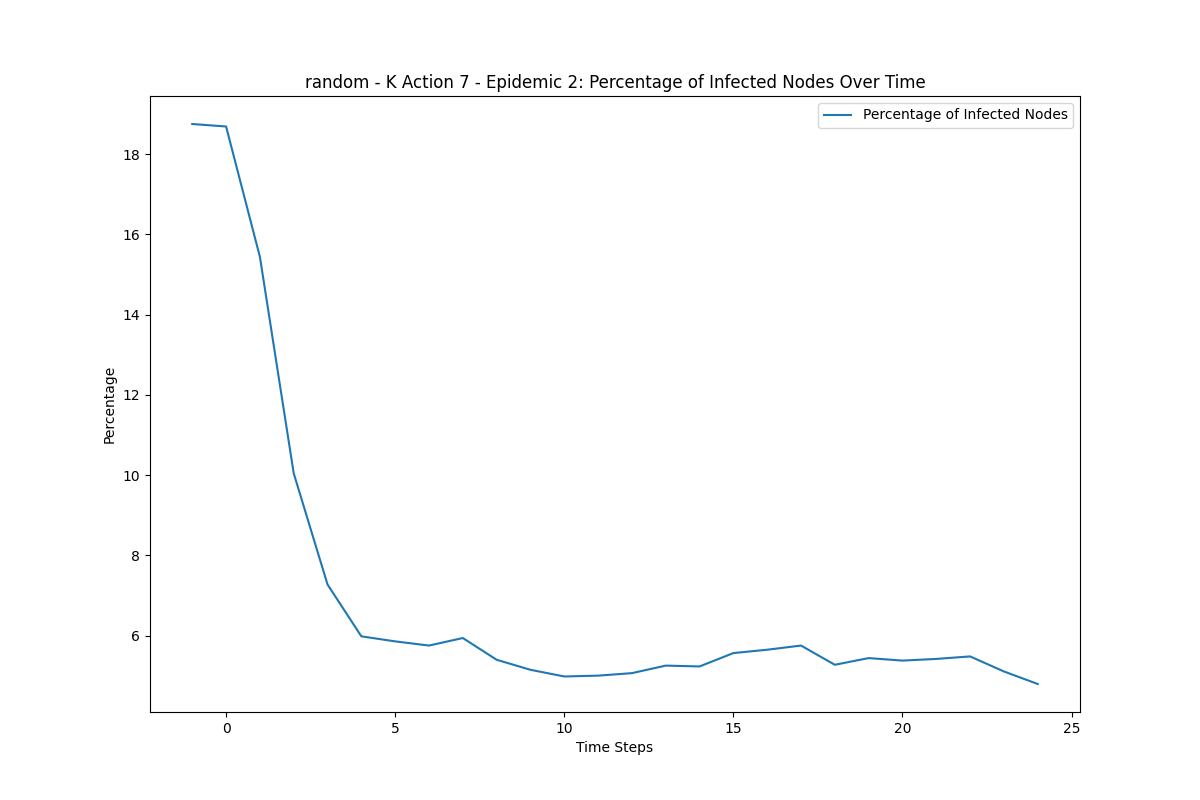 random - K Action 7 - Epidemic 2: Percentage of Infected Nodes Over Time
Percentage of Infected Nodes
18
16
14
12
10
8
6
Percentage
0 5 10 15 20 25
Time Steps